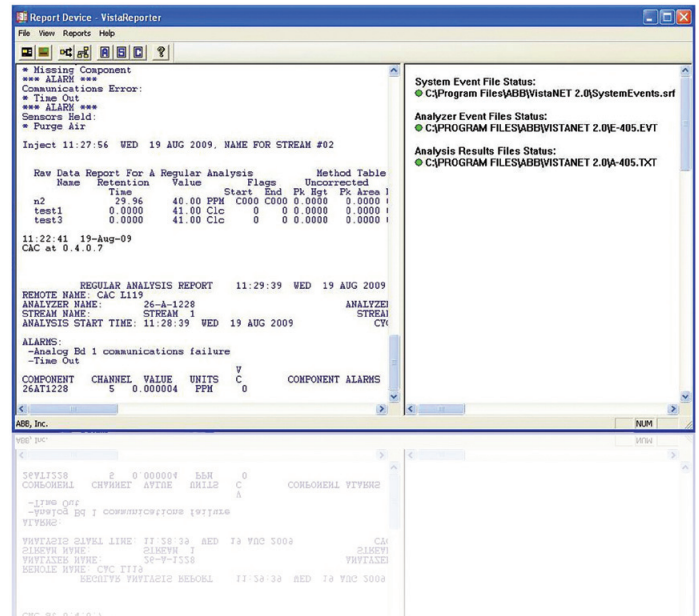 Report Device - VistaReporter
File View Reports Help
A S C ?
* Missing Component
*** ALARM ***
Communications Error:
* Time Out
*** ALARM ***
Sensors Held:
* Purge Air
Inject 11:27:56 WED 19 AUG 2009, NAME FOR STREAM #02
Raw Data Report For A Regular Analysis Method Table
Name Retention Value Flags Uncorrected
Time Start End Pk Hgt Pk Area
n2 29.96 40.00 PPM C000 C000 0.0000 0.0000
test1 0.0000 41.00 Clc 0 0 0.0000 0.0000
test3 0.0000 41.00 Clc 0 0 0.0000 0.0000
11:22:41 19-Aug-09
CAC at 0.4.0.7
REGULAR ANALYSIS REPORT 11:29:39 WED 19 AUG 2009
REMOTE NAME: CAC L119
ANALYZER NAME: 26-A-1228 ANALYZE
STREAM NAME: STREAM 1 STREA
ANALYSIS START TIME: 11:28:39 WED 19 AUG 2009 CY
ALARMS:
-Analog Bd 1 communications failure
-Time Out
V
COMPONENT CHANNEL VALUE UNITS C COMPONENT ALARMS
26AT1228 5 0.000004 PPM 0
System Event File Status:
C:\Program Files\ABB\VistaNET 2.0\SystemEvents.srf
Analyzer Event Files Status:
C:\PROGRAM FILES\ABB\VISTANET 2.0\E-405.EVT
Analysis Results Files Status:
C:\PROGRAM FILES\ABB\VISTANET 2.0\A-405.TXT
ABB, Inc. NUM